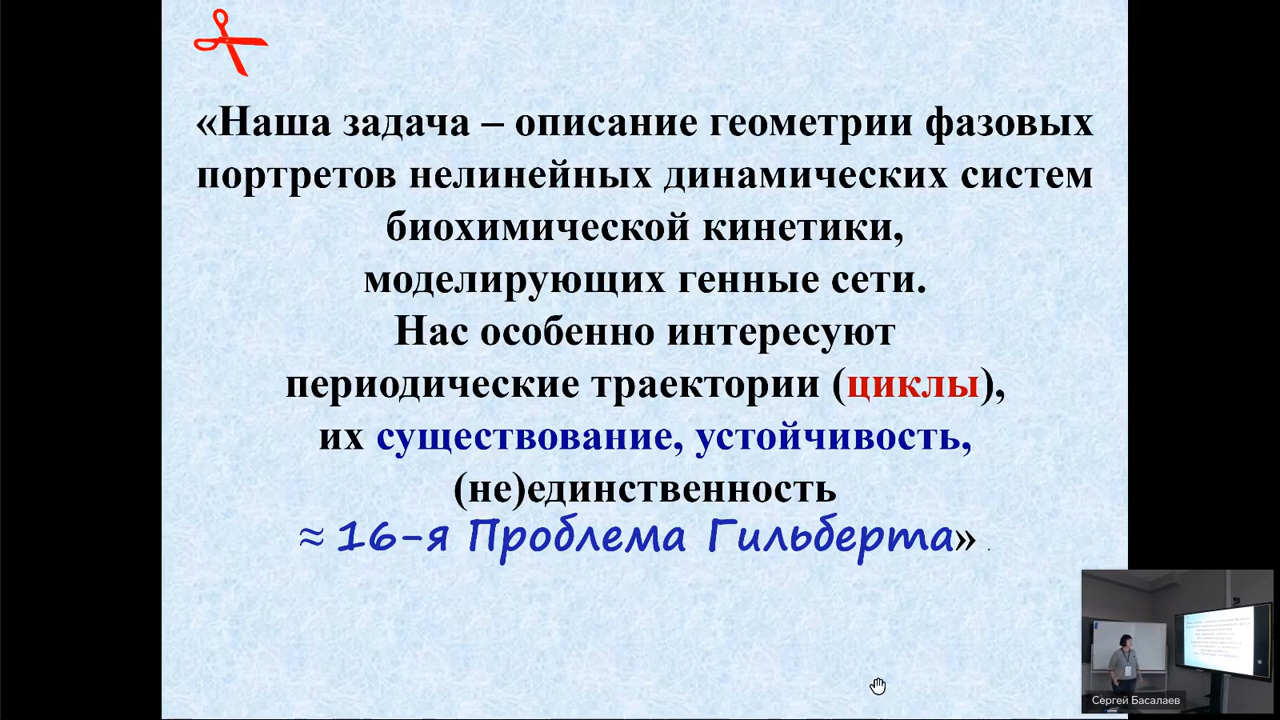 «Наша задача – описание геометрии фазовых
портретов нелинейных динамических систем
биохимической кинетики,
моделирующих генные сети.
Нас особенно интересуют
периодические траектории (циклы),
их существование, устойчивость,
(не)единственность
≈ 16-я Проблема Гильберта» .
Сергей Басалаев